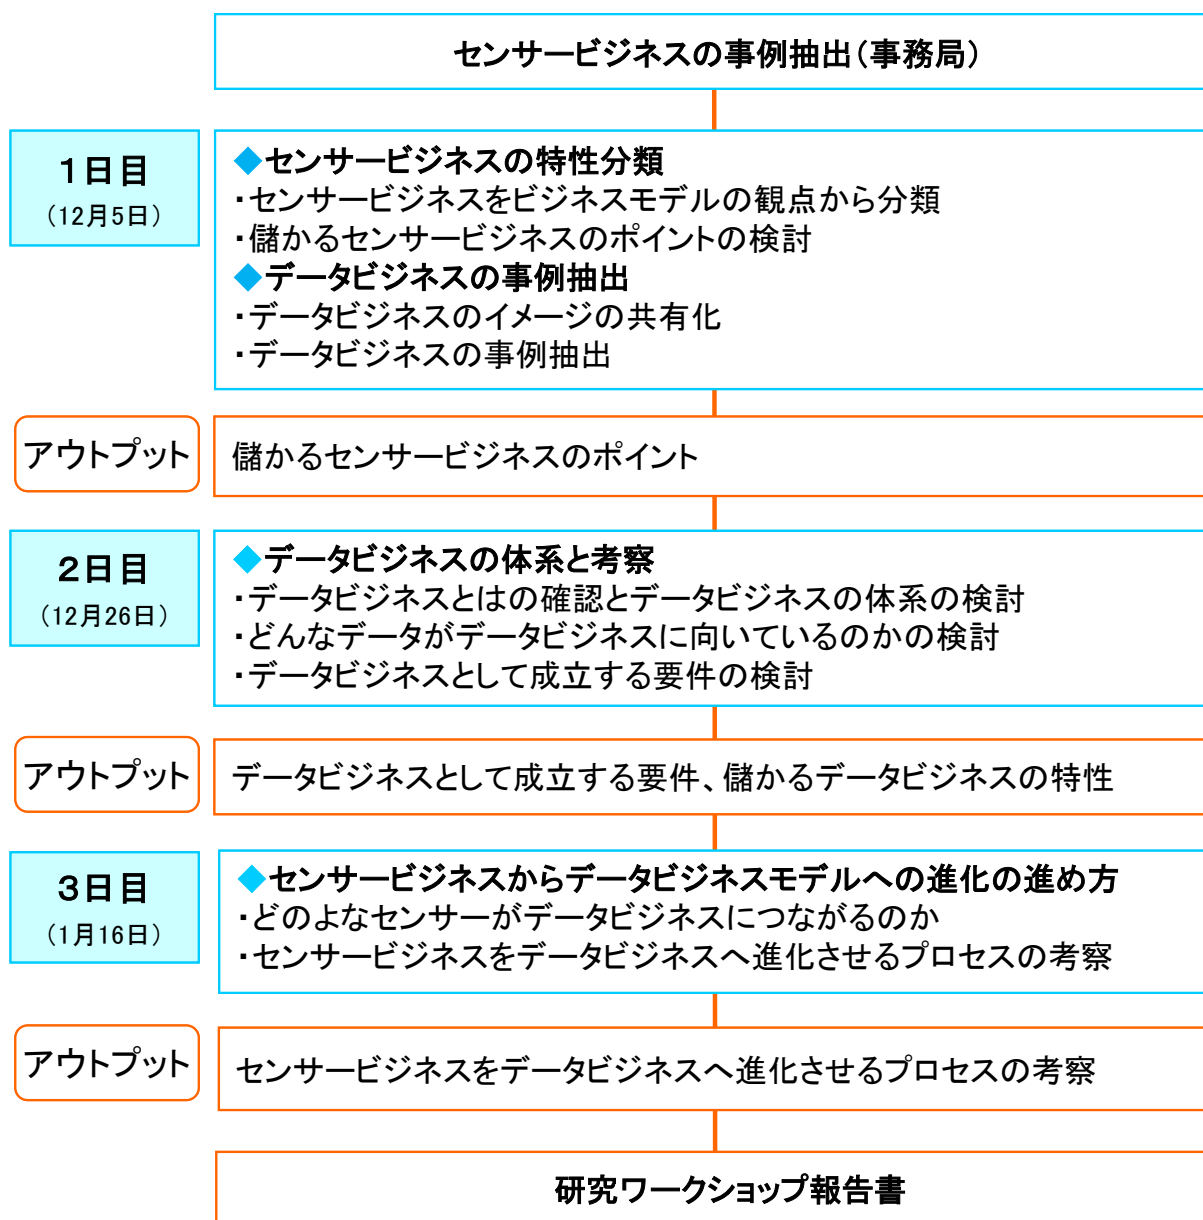 センサービジネスの事例抽出（事務局）
１日目
（12月5日）
◆センサービジネスの特性分類
・センサービジネスをビジネスモデルの観点から分類
・儲かるセンサービジネスのポイントの検討
◆データビジネスの事例抽出
・データビジネスのイメージの共有化
・データビジネスの事例抽出
アウトプット
儲かるセンサービジネスのポイント
２日目
（12月26日）
◆データビジネスの体系と考察
・データビジネスとはの確認とデータビジネスの体系の検討
・どんなデータがデータビジネスに向いているのかの検討
・データビジネスとして成立する要件の検討
アウトプット
データビジネスとして成立する要件、儲かるデータビジネスの特性
３日目
（1月16日）
◆センサービジネスからデータビジネスモデルへの進化の進め方
・どのよなセンサーがデータビジネスにつながるのか
・センサービジネスをデータビジネスへ進化させるプロセスの考察
アウトプット
センサービジネスをデータビジネスへ進化させるプロセスの考察
研究ワークショップ報告書